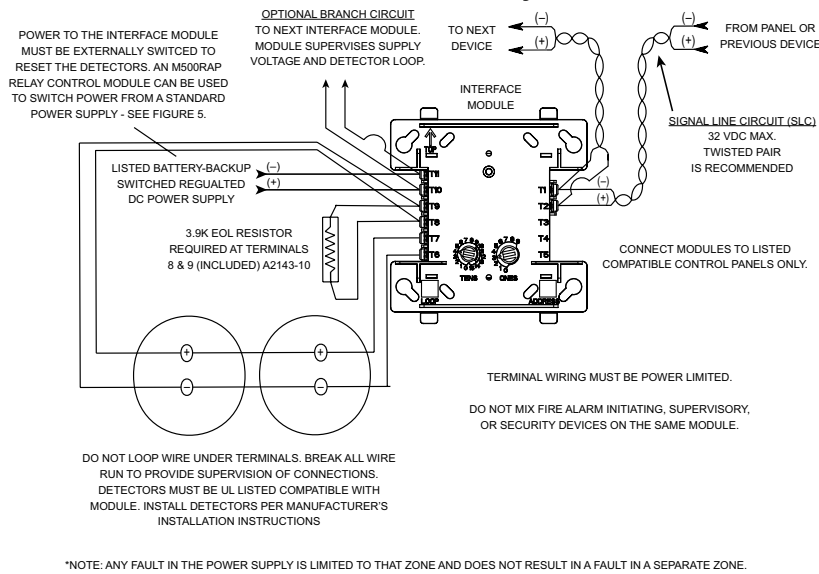 OPTIONAL BRANCH CIRCUIT
TO NEXT INTERFACE MODULE.
MODULE SUPERVISES SUPPLY
VOLTAGE AND DETECTOR LOOP.
POWER TO THE INTERFACE MODULE
MUST BE EXTERNALLY SWITCED TO
RESET THE DETECTORS. AN M500RAP
RELAY CONTROL MODULE CAN BE USED
TO SWITCH POWER FROM A STANDARD
POWER SUPPLY - SEE FIGURE 5.
TO NEXT
DEVICE
(–)
(+)
(–)
(+)
FROM PANEL OR
PREVIOUS DEVICE
INTERFACE
MODULE
SIGNAL LINE CIRCUIT (SLC)
32 VDC MAX.
TWISTED PAIR
IS RECOMMENDED
LISTED BATTERY-BACKUP
SWITCHED REGUALTED
DC POWER SUPPLY
(–)
(+)
TOP
T11
T10
T9
T8
T7
T6
T1
T2
T3
T4
T5
(–)
(+)
3.9K EOL RESISTOR
REQUIRED AT TERMINALS
8 & 9 (INCLUDED) A2143-10
CONNECT MODULES TO LISTED
COMPATIBLE CONTROL PANELS ONLY.
TENS
ONES
LOOP
ADDRESS
+
+
–
–
TERMINAL WIRING MUST BE POWER LIMITED.
DO NOT MIX FIRE ALARM INITIATING, SUPERVISORY,
OR SECURITY DEVICES ON THE SAME MODULE.
DO NOT LOOP WIRE UNDER TERMINALS. BREAK ALL WIRE
RUN TO PROVIDE SUPERVISION OF CONNECTIONS.
DETECTORS MUST BE UL LISTED COMPATIBLE WITH
MODULE. INSTALL DETECTORS PER MANUFACTURER'S
INSTALLATION INSTRUCTIONS
*NOTE: ANY FAULT IN THE POWER SUPPLY IS LIMITED TO THAT ZONE AND DOES NOT RESULT IN A FAULT IN A SEPARATE ZONE.